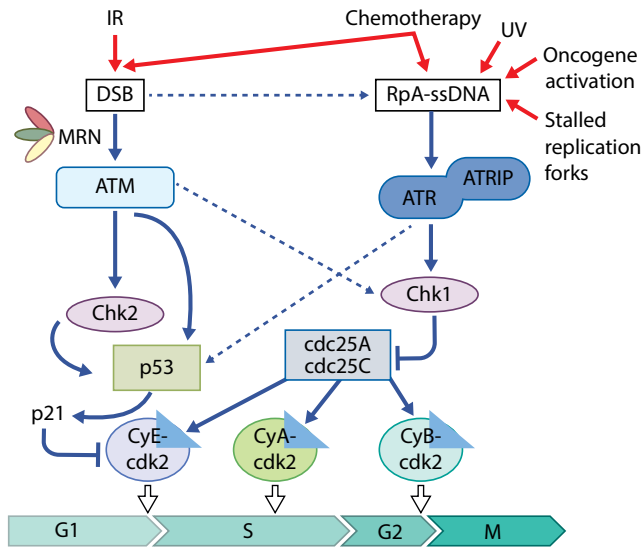 IR
Chemotherapy
UV
Oncogene
activation
DSB
RpA-ssDNA
MRN
Stalled
replication
forks
ATM
ATRIP
ATR
Chk2
Chk1
cdc25A
cdc25C
p53
p21
CyE-
cdk2
CyA-
cdk2
CyB-
cdk2
G1
S
G2
M